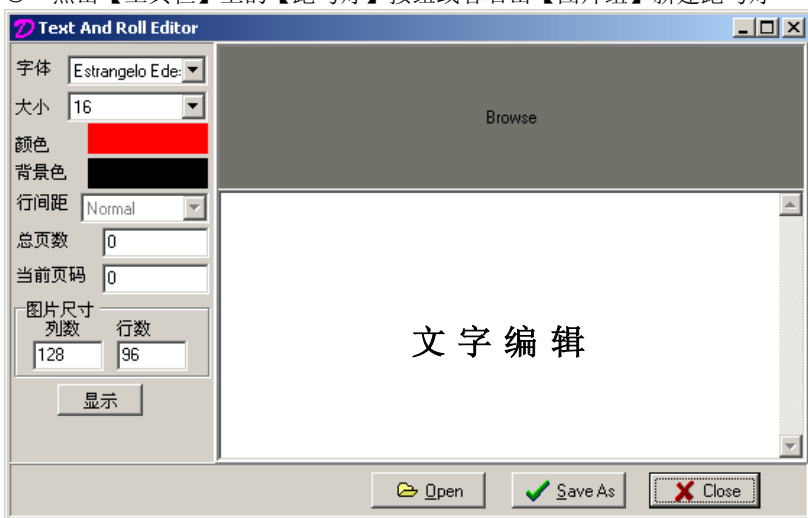 Text And Roll Editor
字体 Estrangelo Ede:
大小 16
颜色
背景色
行间距 Normal
总页数 0
当前页码 0
图片尺寸
列数 行数
128 96
显示
Browse
文字编辑
Open Save As Close